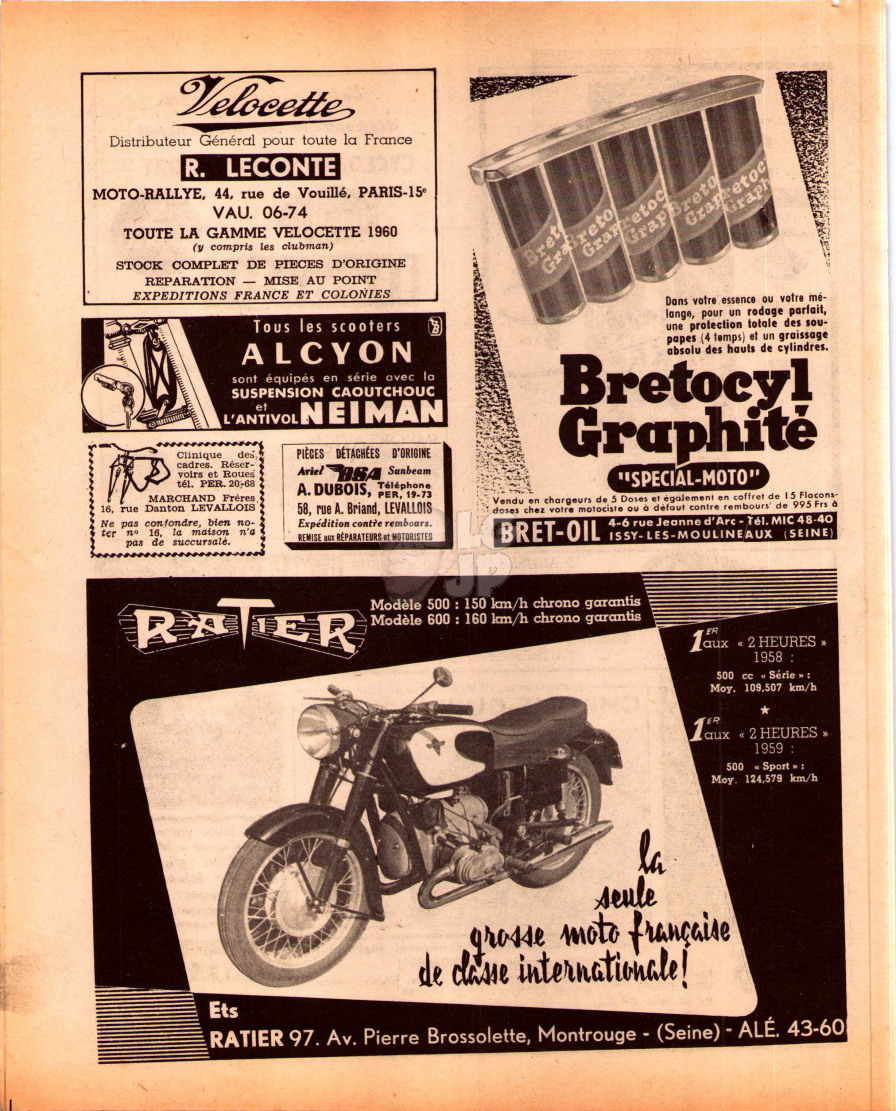 Velocette
Distributeur Général pour toute la France
R. LECONTE
MOTO-RALLYE, 44, rue de Vouillé, PARIS-15e
VAU. 06-74
TOUTE LA GAMME VELOCETTE 1960
(y compris les clubman)
STOCK COMPLET DE PIECES D'ORIGINE
REPARATION — MISE AU POINT
EXPEDITIONS FRANCE ET COLONIES
Tous les scooters
ALCYON
sont équipés en série avec la
SUSPENSION CAOUTCHOUC
et
L'ANTIVOL NEIMAN
Clinique des
cadres. Réser-
voirs et Roues
tél. PER. 20-68
MARCHAND Frères
16, rue Danton LEVALLOIS
Ne pas confondre, bien no-
ter n° 16, la maison n'a
pas de succursale.
PIÈCES DÉTACHÉES D'ORIGINE
Ariel BSA Sunbeam
A. DUBOIS, Téléphone
PER, 19-73
58, rue A. Briand, LEVALLOIS
Expédition contre rembours.
REMISE aux RÉPARATEURS et MOTORISTES
Dans votre essence ou votre mé-
lange, pour un rodage parfait,
une protection totale des sou-
papes (4 temps) et un graissage
absolu des hauts de cylindres.
Bretocyl
Graphité
"SPECIAL-MOTO"
Vendu en chargeurs de 5 Doses et également en coffret de 15 Flacons-
doses chez votre motociste ou à défaut contre rembours' de 995 Frs à
BRET-OIL 4-6 rue Jeanne d'Arc - Tél. MIC 48-40
ISSY-LES-MOULINEAUX (SEINE)
LC
JP
RATIER
Modèle 500 : 150 km/h chrono garantis
Modèle 600 : 160 km/h chrono garantis
1ER aux « 2 HEURES »
1958 :
500 cc « Série » :
Moy. 109,507 km/h
1ER aux « 2 HEURES »
1959 :
500 « Sport » :
Moy. 124,579 km/h
la
seule
grosse moto française
de classe internationale!
Ets
RATIER 97. Av. Pierre Brossolette, Montrouge - (Seine) - ALÉ. 43-60